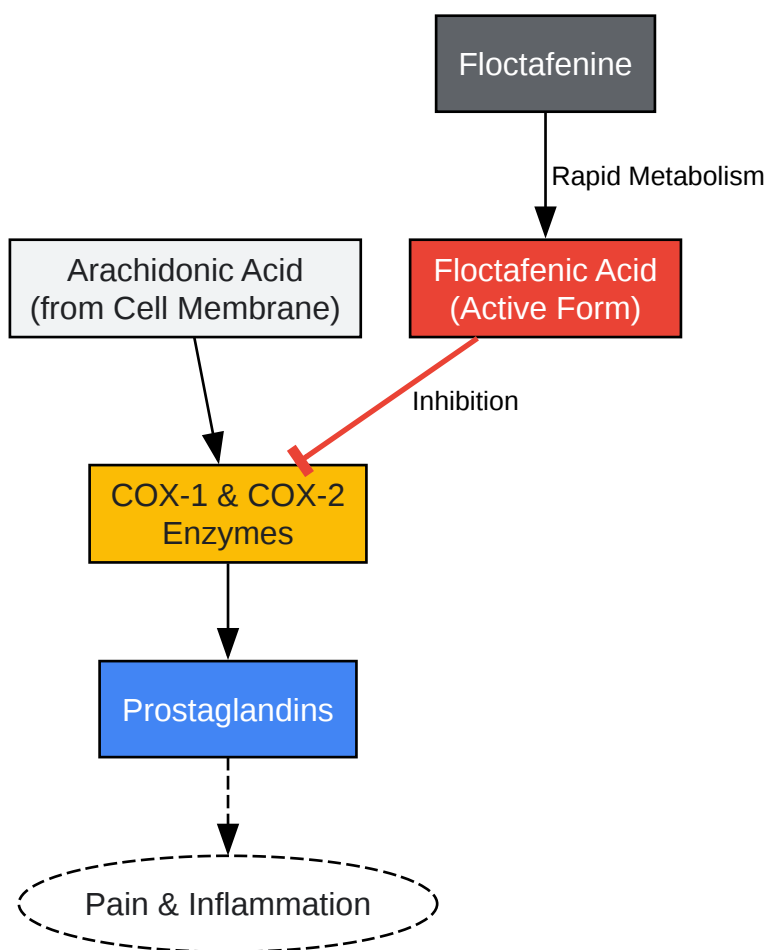 Floctafenine
Rapid Metabolism
Arachidonic Acid
(from Cell Membrane)
Floctafenic Acid
(Active Form)
Inhibition
COX-1 & COX-2
Enzymes
Prostaglandins
Pain & Inflammation